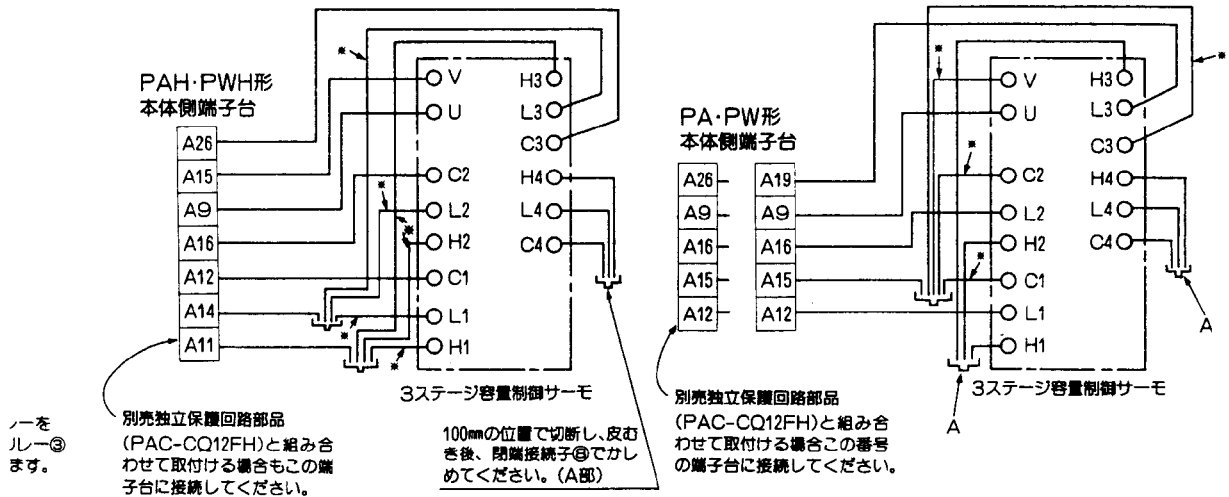 PAH･PWH形
本体側端子台
A26
A15
A9
A16
A12
A14
A11
※
※
※
※
※
V
U
C2
L2
H2
C1
L1
H1
H3
L3
C3
H4
L4
C4
3ステージ容量制御サーモ
別売独立保護回路部品
(PAC-CQ12FH)と組み合
わせて取付ける場合もこの端
子台に接続してください。
100㎜の位置で切断し、皮む
き後、閉端接続子⑧でかし
めてください。(A部)
ノーを
ルー③
ます。
PA･PW形
本体側端子台
A26
A9
A16
A15
A12
A19
A9
A16
A15
A12
※
※
※
※
V
U
C2
L2
H2
C1
L1
H1
H3
L3
C3
H4
L4
C4
A
A
3ステージ容量制御サーモ
別売独立保護回路部品
(PAC-CQ12FH)と組み合
わせて取付ける場合この番号
の端子台に接続してください。